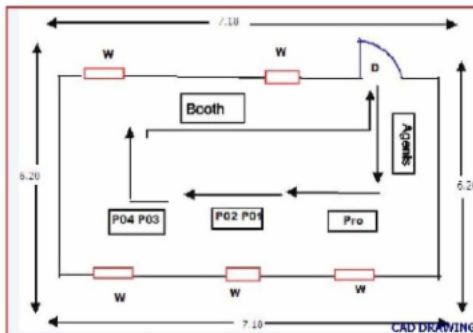 7.10
W
W
D
Booth
Agents
6.20
6.20
P04 P03
P02 P01
Pro
W
W
W
7.10
CAD DRAWING